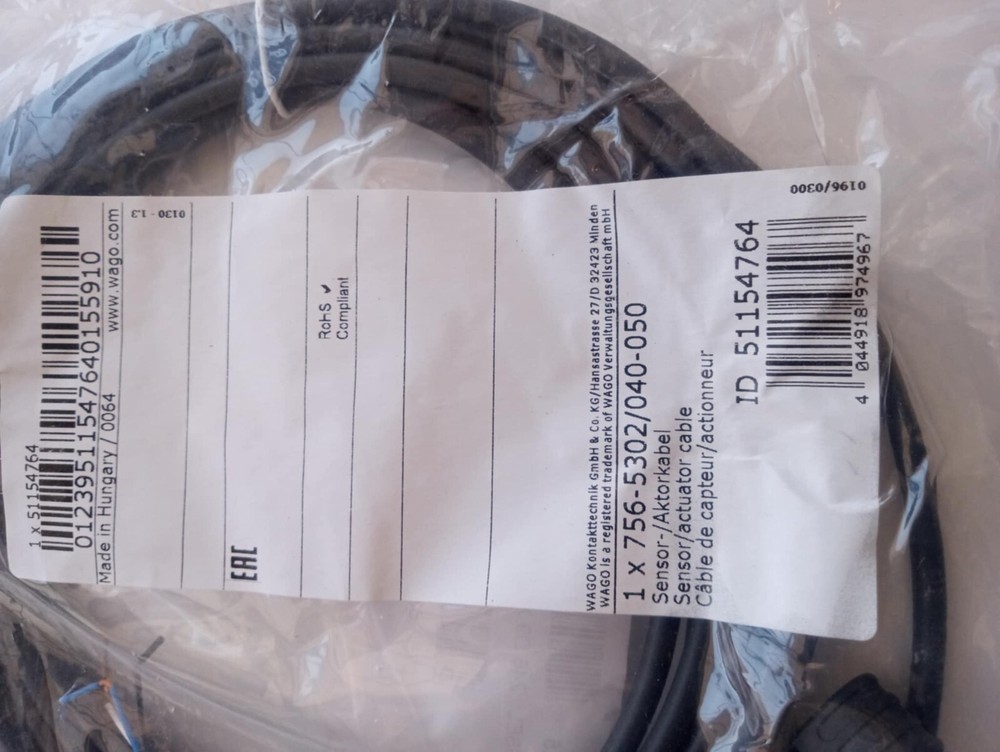 1 x 51154764
0123951154764015​5910
Made in Hungary / 0064
www.wago.com
0130 - 1.3
EAC
RoHS ✓
Compliant
WAGO Kontakttechnik GmbH & Co. KG/Hansastrasse 27/D 32423 Minden
WAGO is a registered trademark of WAGO Verwaltungsgesellschaft mbH
1 x 756-5302/040-050
Sensor-/Aktorkabel
Sensor/actuator cable
Câble de capteur/actionneur
ID 51154764
4 044918 974967
0196/0300